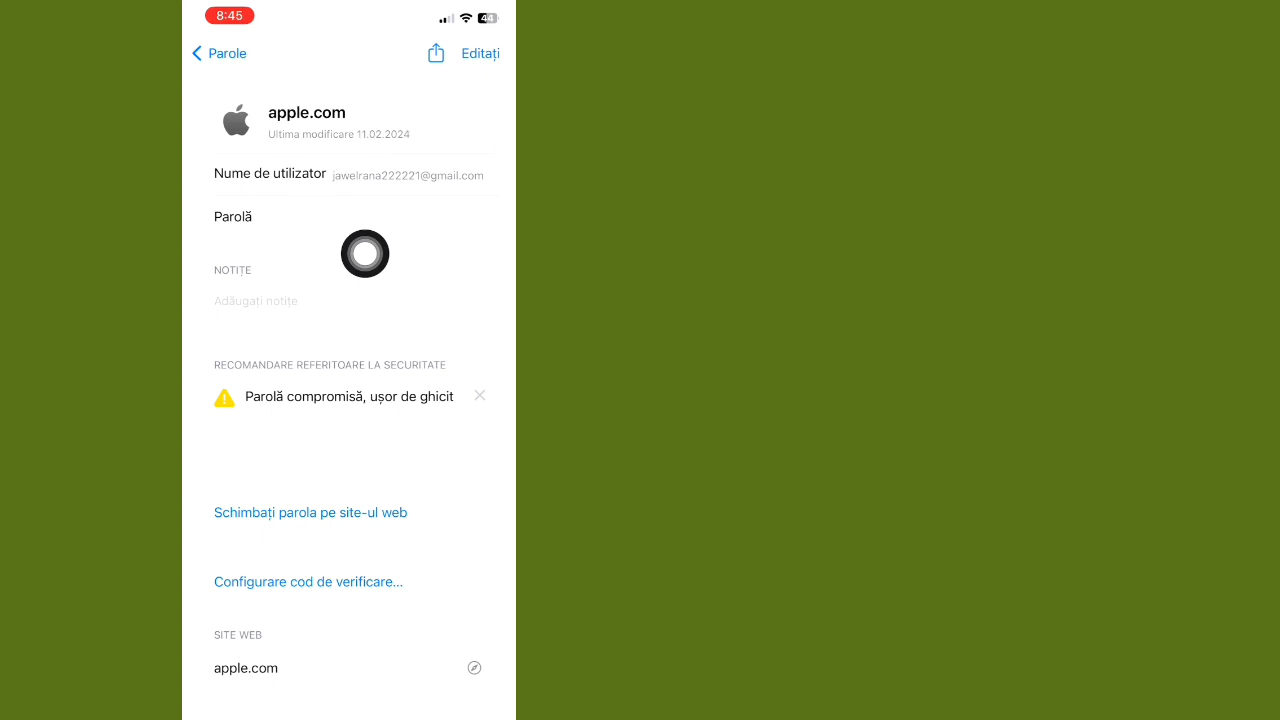 8:45
44
Parole
Editați
apple.com
Ultima modificare 11.02.2024
Nume de utilizator jawelrana222221@gmail.com
Parolă
NOTIȚE
Adăugați notițe
RECOMANDARE REFERITOARE LA SECURITATE
Parolă compromisă, ușor de ghicit
Schimbați parola pe site-ul web
Configurare cod de verificare...
SITE WEB
apple.com